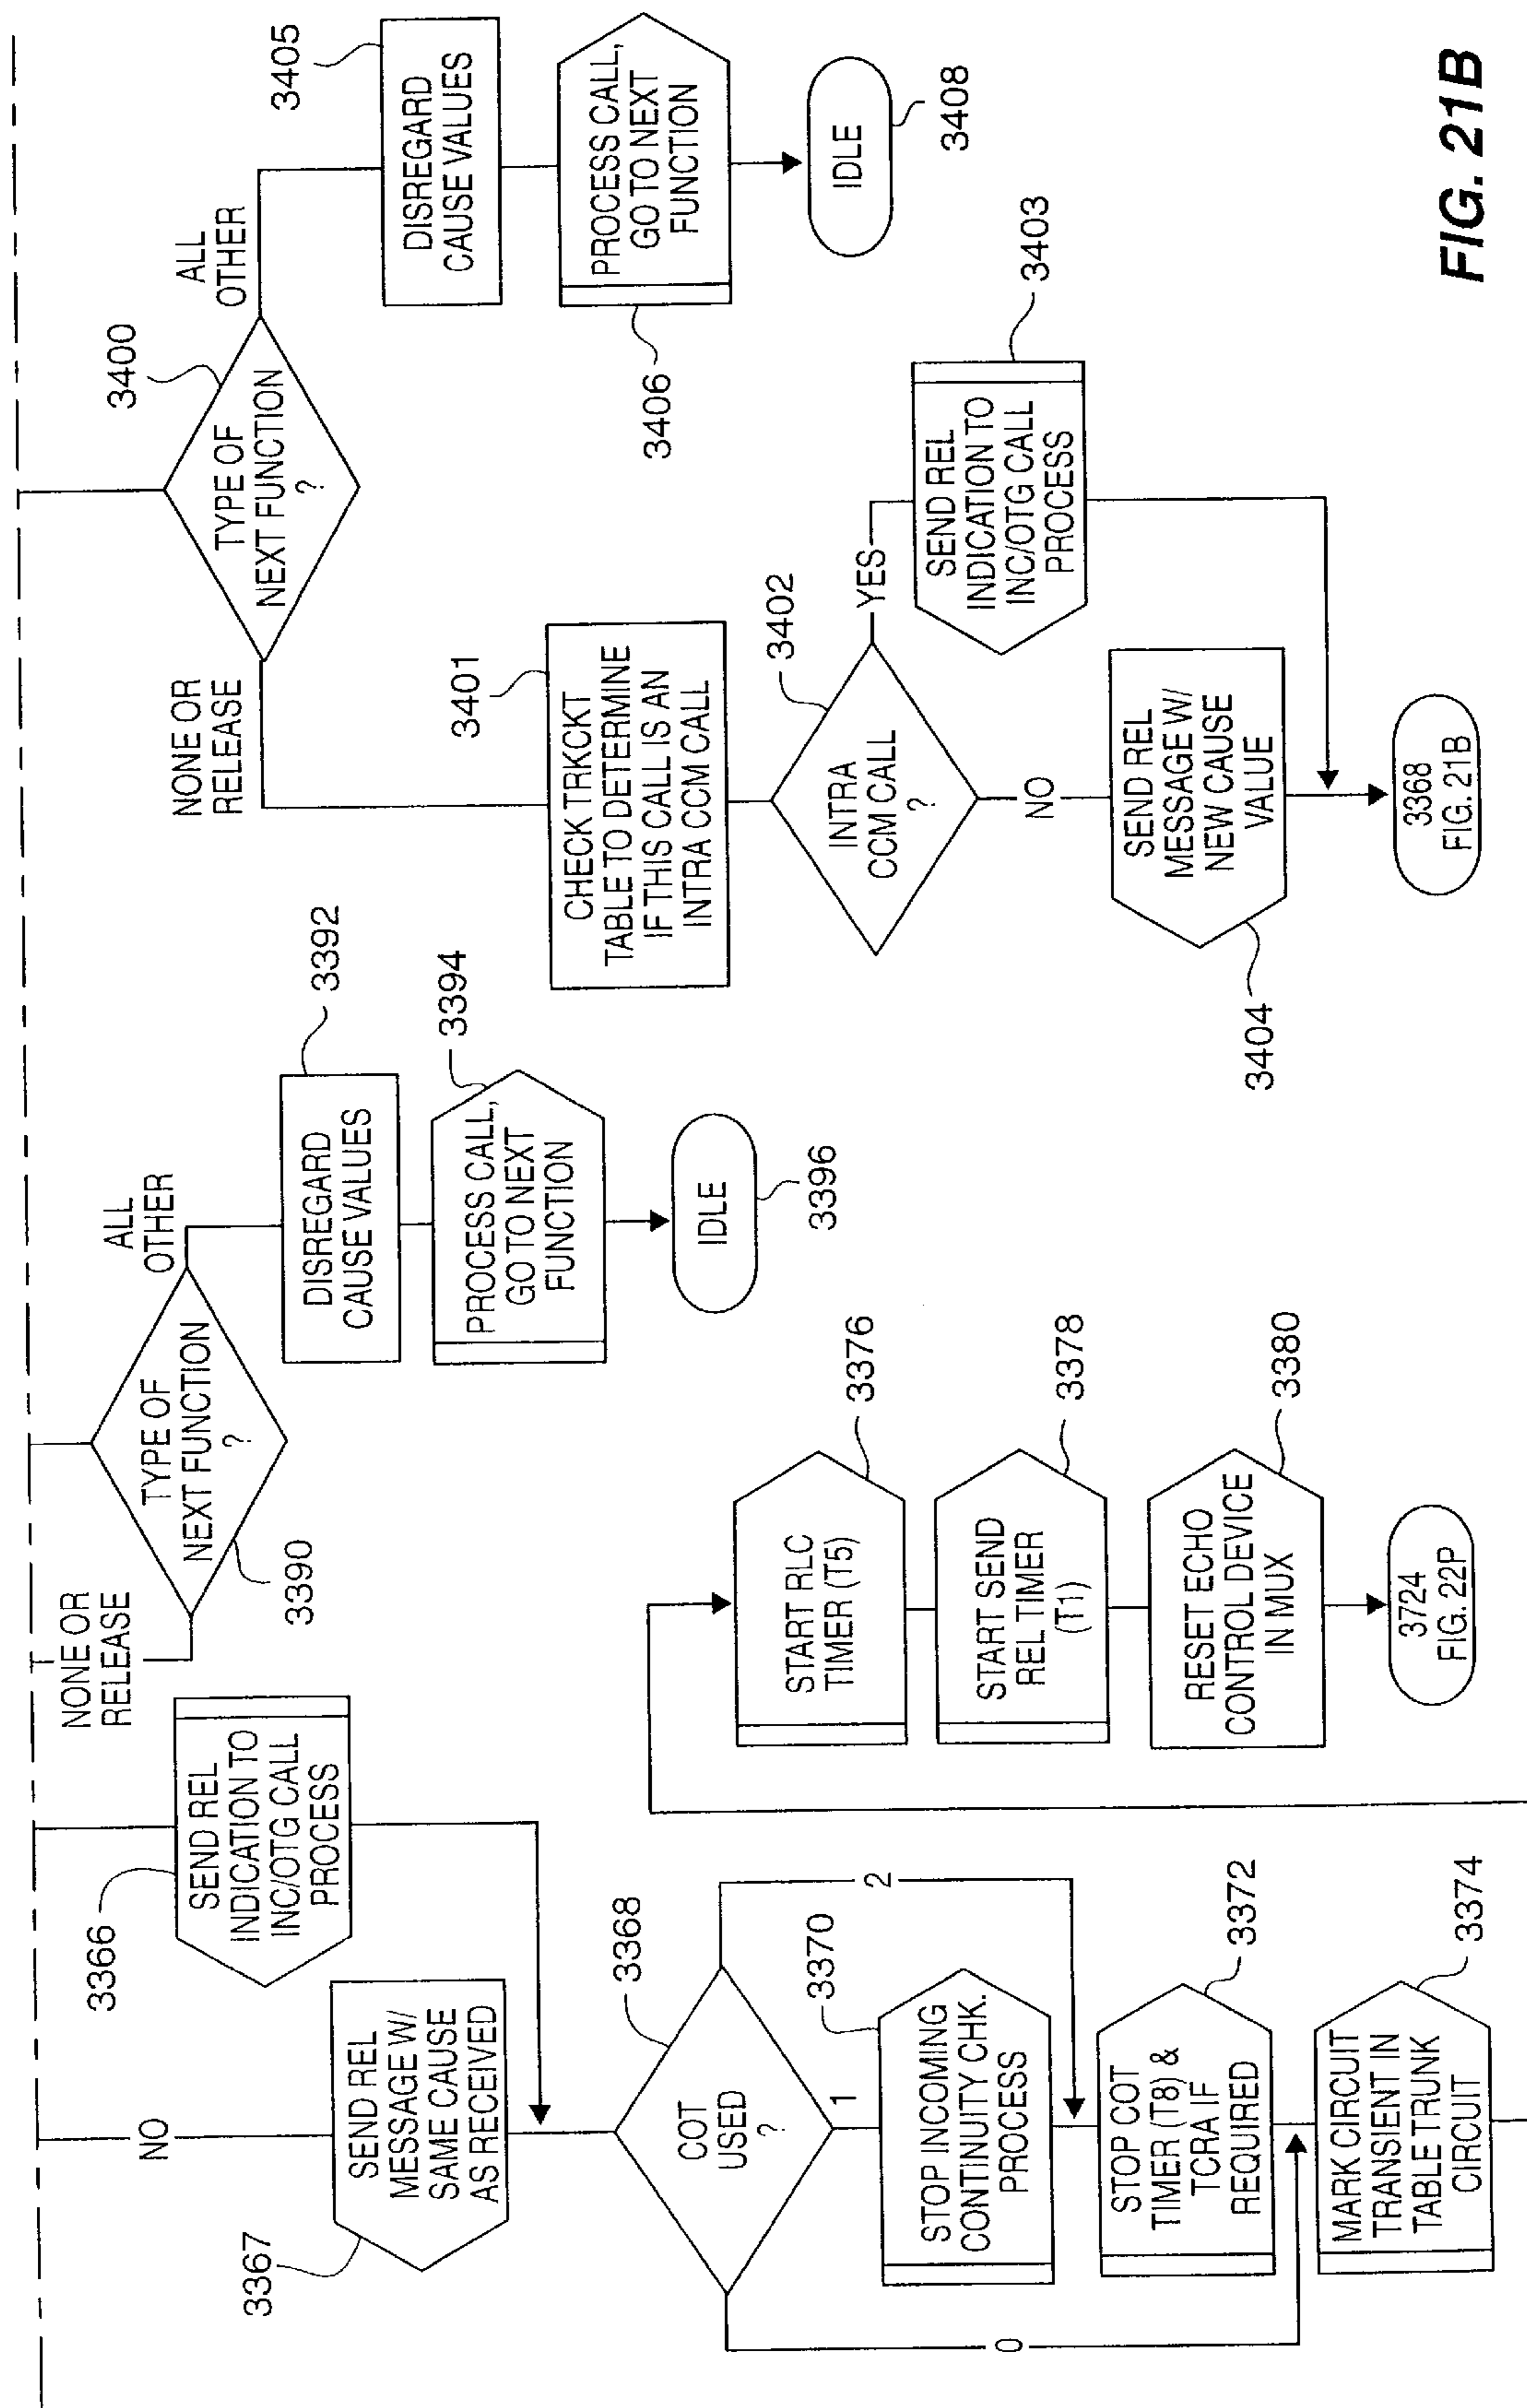 3366
SEND REL
INDICATION TO
INC/OTG CALL
PROCESS
NO
3367
SEND REL
MESSAGE W/
SAME CAUSE
AS RECEIVED
3368
COT
USED
?
0
1
2
3370
STOP INCOMING
CONTINUITY CHK.
PROCESS
3372
STOP COT
TIMER (T8) &
TCRA IF
REQUIRED
3374
MARK CIRCUIT
TRANSIENT IN
TABLE TRUNK
CIRCUIT
3376
START RLC
TIMER (T5)
3378
START SEND
REL TIMER
(T1)
3380
RESET ECHO
CONTROL DEVICE
IN MUX
3724
FIG. 22P
NONE OR
RELEASE
TYPE OF
NEXT FUNCTION
?
3390
ALL
OTHER
3392
DISREGARD
CAUSE VALUES
3394
PROCESS CALL,
GO TO NEXT
FUNCTION
IDLE
3396
3400
TYPE OF
NEXT FUNCTION
?
NONE OR
RELEASE
ALL
OTHER
3401
CHECK TRKCKT
TABLE TO DETERMINE
IF THIS CALL IS AN
INTRA CCM CALL
3402
INTRA
CCM CALL
?
YES
NO
3403
SEND REL
INDICATION TO
INC/OTG CALL
PROCESS
3404
SEND REL
MESSAGE W/
NEW CAUSE
VALUE
3368
FIG. 21B
3405
DISREGARD
CAUSE VALUES
3406
PROCESS CALL,
GO TO NEXT
FUNCTION
IDLE
3408
FIG. 21B